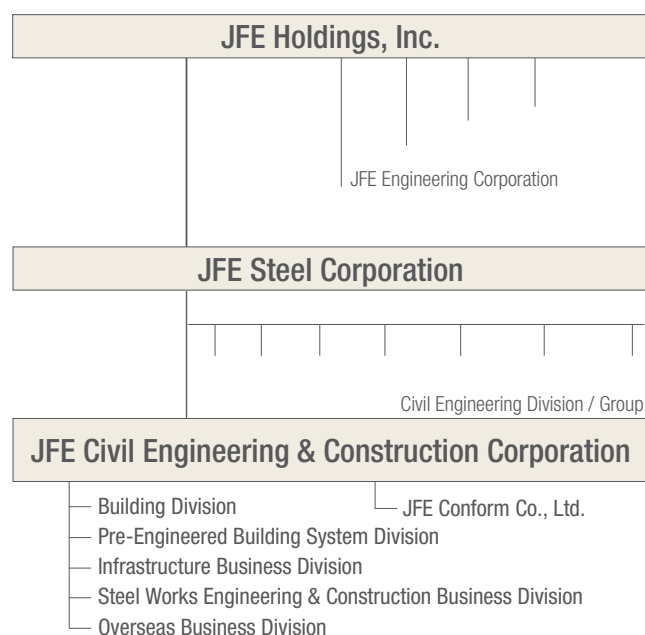 JFE Holdings, Inc.
JFE Engineering Corporation
JFE Steel Corporation
Civil Engineering Division / Group
JFE Civil Engineering & Construction Corporation
Building Division
JFE Conform Co., Ltd.
Pre-Engineered Building System Division
Infrastructure Business Division
Steel Works Engineering & Construction Business Division
Overseas Business Division